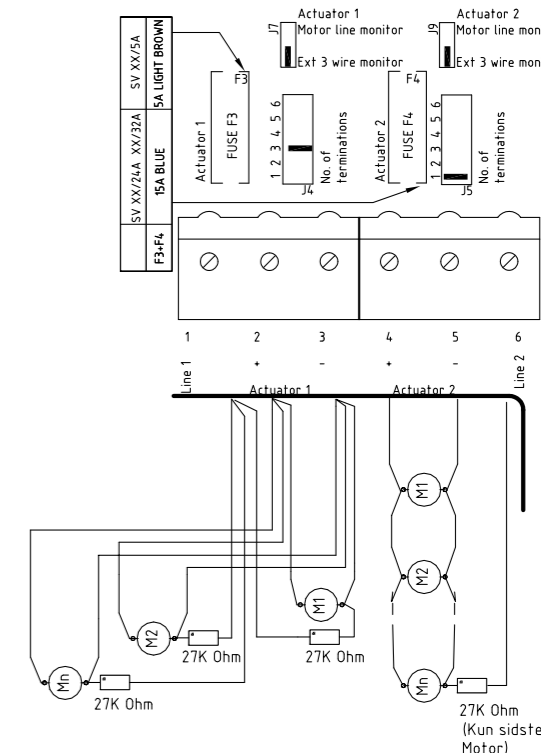 Actuator 1
J7
Motor line monitor
Ext 3 wire monitor
Actuator 2
J9
Motor line mon
Ext 3 wire mon
SV XX/5A
5A LIGHT BROWN
SV XX/24A XX/32A
15A BLUE
F3+F4
Actuator 1
F3
FUSE F3
1 2 3 4 5 6
J4
No. of
terminations
Actuator 2
F4
FUSE F4
1 2 3 4 5 6
J5
No. of
terminations
1 2 3 4 5 6
Line 1 + - + - Line 2
Actuator 1 Actuator 2
M1
M2
M1
M2
27K Ohm
27K Ohm
Mn
27K Ohm
Mn
27K Ohm
(Kun sidste
Motor)